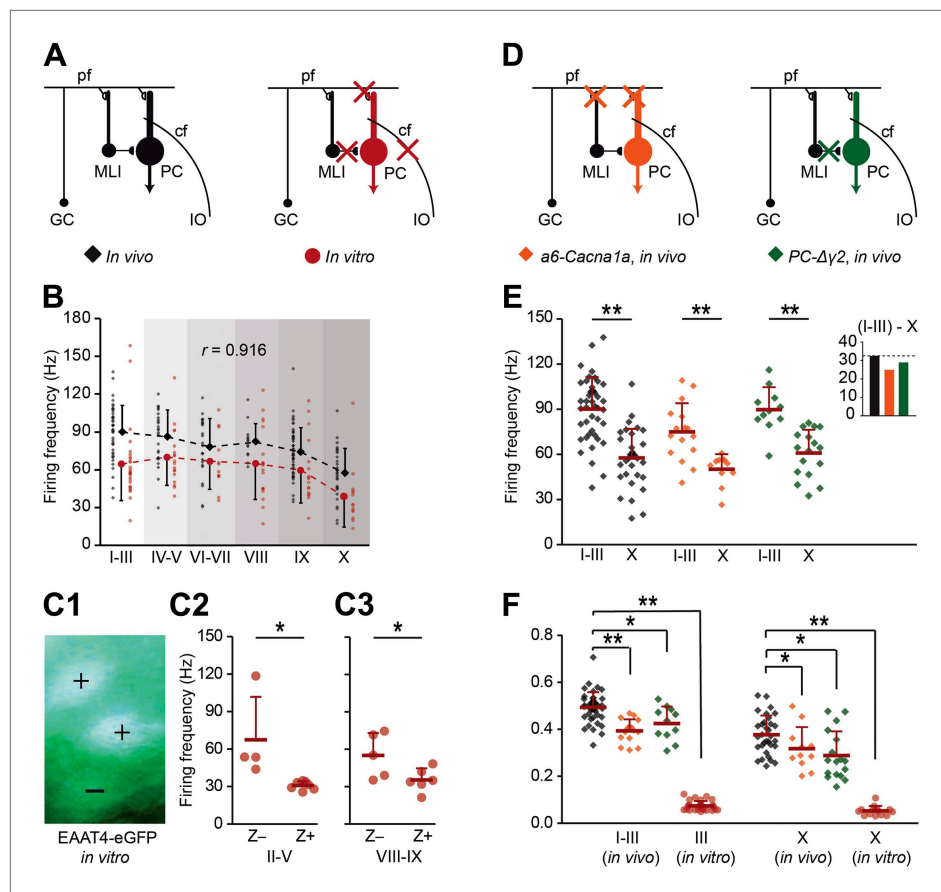 A
D
pf
pf
pf
pf
cf
cf
cf
cf
MLI
PC
MLI
PC
MLI
PC
MLI
PC
GC
IO
GC
IO
GC
IO
GC
IO
In vivo
In vitro
a6-Cacna1a, in vivo
PC-Δγ2, in vivo
B
Firing frequency (Hz)
180
150
120
90
60
30
0
r = 0.916
I-III
IV-V
VI-VII
VIII
IX
X
E
Firing frequency (Hz)
150
120
90
60
30
0
**
**
**
I-III
X
I-III
X
I-III
X
(I-III) - X
40
30
20
10
0
C1
+
+
−
EAAT4-eGFP
in vitro
C2
Firing frequency (Hz)
150
120
90
60
30
0
*
Z−
Z+
II-V
C3
*
Z−
Z+
VIII-IX
F
0.8
0.6
0.4
0.2
0.0
**
*
**
**
*
*
I-III
(in vivo)
III
(in vitro)
X
(in vivo)
X
(in vitro)